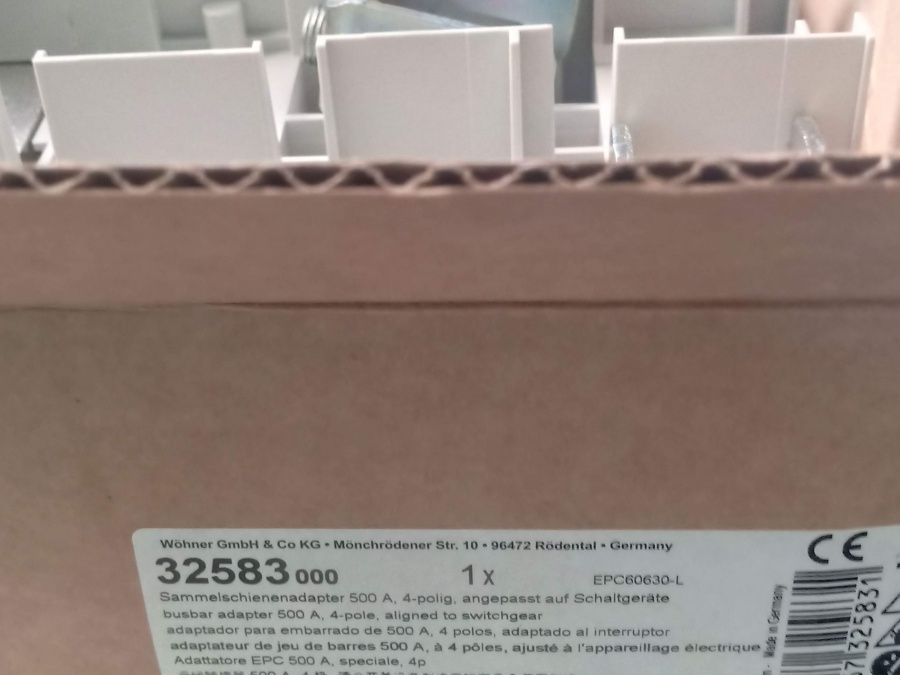 Wöhner GmbH & Co KG • Mönchrödener Str. 10 • 96472 Rödental • Germany
CE
32583 000 1 x EPC60630-L
Sammelschienenadapter 500 A, 4-polig, angepasst auf Schaltgeräte
busbar adapter 500 A, 4-pole, aligned to switchgear
adaptador para embarrado de 500 A, 4 polos, adaptado al interruptor
adaptateur de jeu de barres 500 A, à 4 pôles, ajusté à l'appareillage électrique
Adattatore EPC 500 A, speciale, 4p
Made in Germany
7 325831